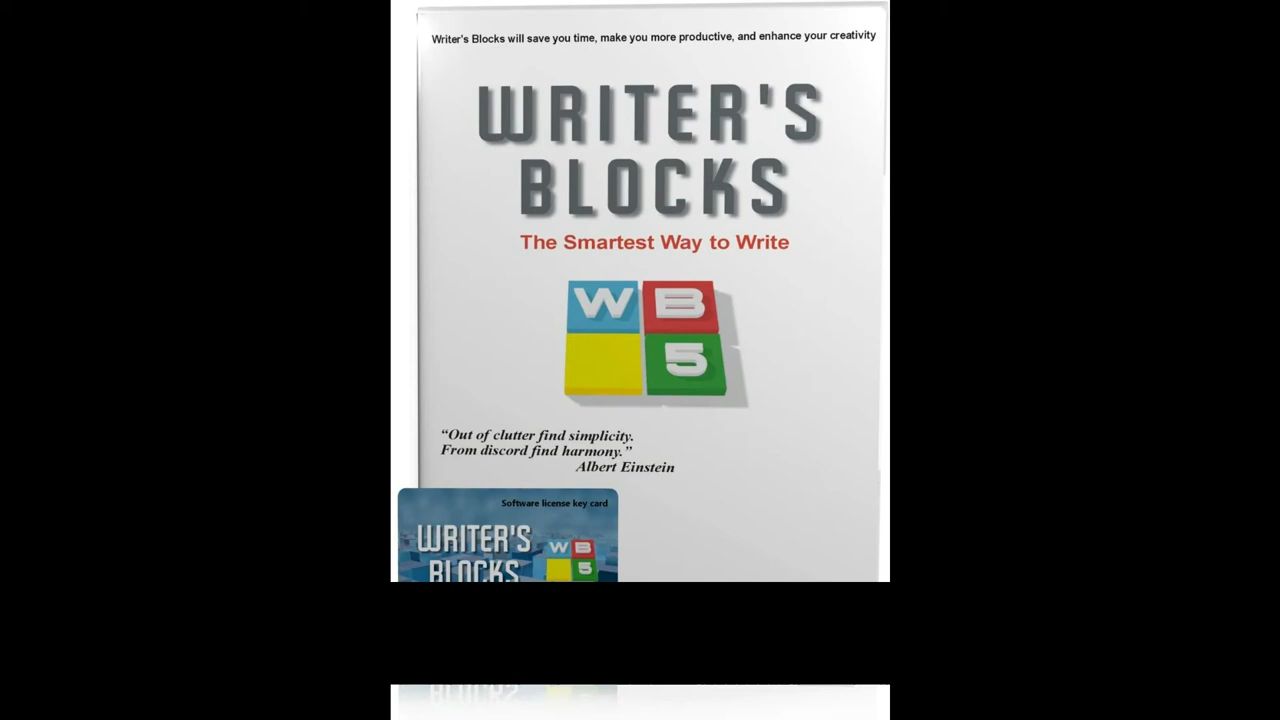 Writer's Blocks will save you time, make you more productive, and enhance your creativity
WRITER'S
BLOCKS
The Smartest Way to Write
W B
5
“Out of clutter find simplicity.
From discord find harmony.”
Albert Einstein
Software license key card
WRITER'S
BLOCKS
W B
5